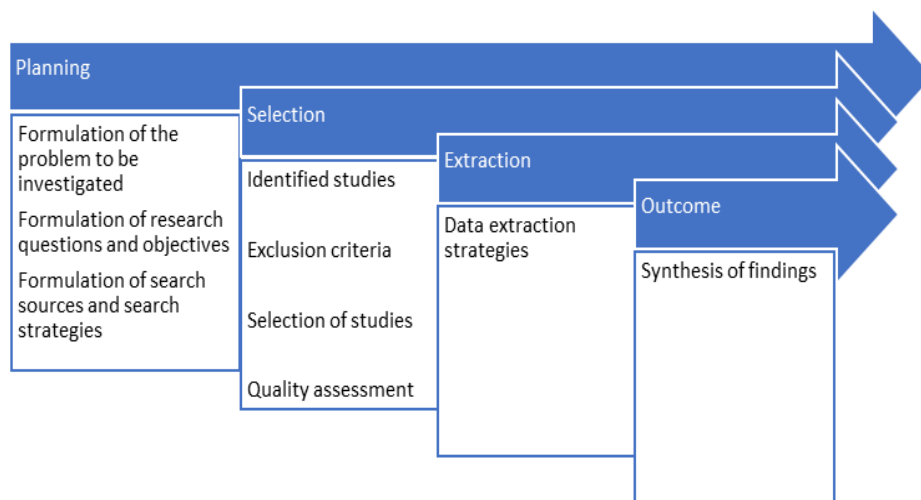 Planning
Formulation of the
problem to be
investigated
Formulation of research
questions and objectives
Formulation of search
sources and search
strategies
Selection
Identified studies
Exclusion criteria
Selection of studies
Quality assessment
Extraction
Data extraction
strategies
Outcome
Synthesis of findings